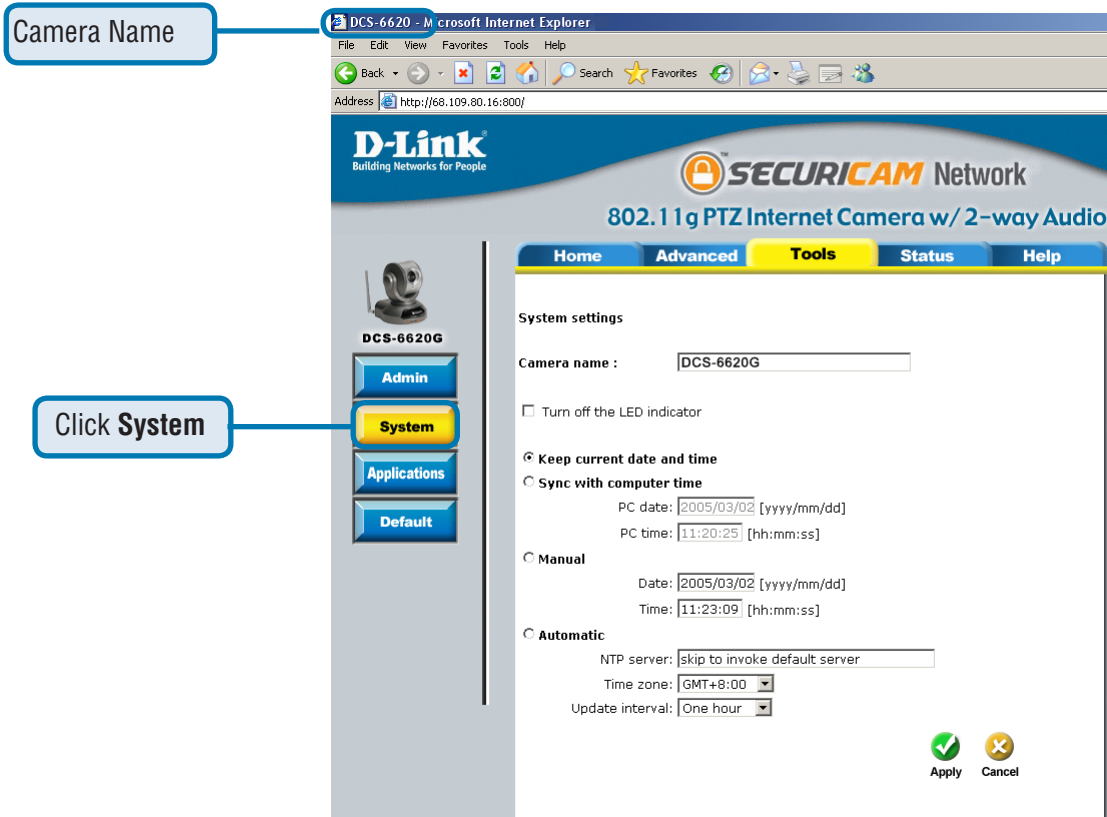 Camera Name
DCS-6620 - Microsoft Internet Explorer
File Edit View Favorites Tools Help
Back Search Favorites
Address http://68.109.80.16:800/
D-Link®
Building Networks for People
SECURICAM™ Network
802.11g PTZ Internet Camera w/ 2-way Audio
Home Advanced Tools Status Help
DCS-6620G
Admin
System
Applications
Default
Click System
System settings
Camera name : DCS-6620G
Turn off the LED indicator
Keep current date and time
Sync with computer time
PC date: 2005/03/02 [yyyy/mm/dd]
PC time: 11:20:25 [hh:mm:ss]
Manual
Date: 2005/03/02 [yyyy/mm/dd]
Time: 11:23:09 [hh:mm:ss]
Automatic
NTP server: skip to invoke default server
Time zone: GMT+8:00
Update interval: One hour
Apply Cancel